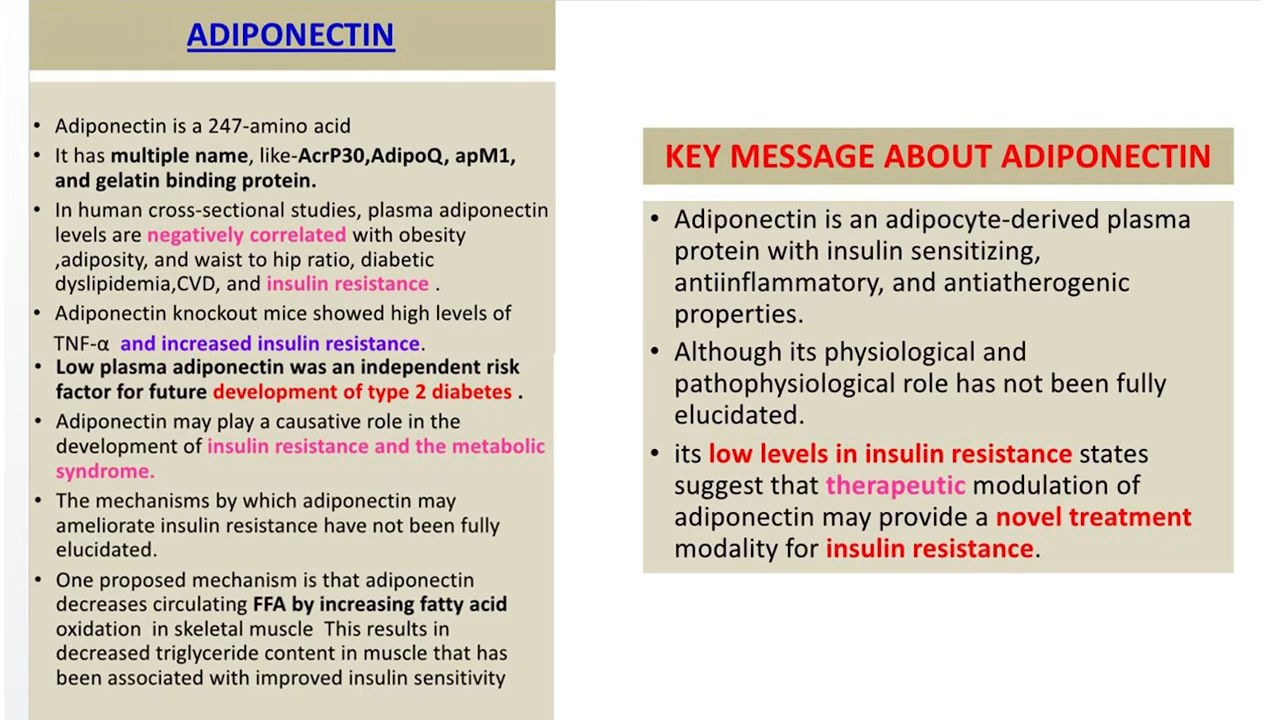 ADIPONECTIN
• Adiponectin is a 247-amino acid
• It has multiple name, like-AcrP30,AdipoQ, apM1,
and gelatin binding protein.
• In human cross-sectional studies, plasma adiponectin
levels are negatively correlated with obesity
,adiposity, and waist to hip ratio, diabetic
dyslipidemia,CVD, and insulin resistance .
• Adiponectin knockout mice showed high levels of
TNF-α and increased insulin resistance.
• Low plasma adiponectin was an independent risk
factor for future development of type 2 diabetes .
• Adiponectin may play a causative role in the
development of insulin resistance and the metabolic
syndrome.
• The mechanisms by which adiponectin may
ameliorate insulin resistance have not been fully
elucidated.
• One proposed mechanism is that adiponectin
decreases circulating FFA by increasing fatty acid
oxidation in skeletal muscle This results in
decreased triglyceride content in muscle that has
been associated with improved insulin sensitivity
KEY MESSAGE ABOUT ADIPONECTIN
• Adiponectin is an adipocyte-derived plasma
protein with insulin sensitizing,
antiinflammatory, and antiatherogenic
properties.
• Although its physiological and
pathophysiological role has not been fully
elucidated.
• its low levels in insulin resistance states
suggest that therapeutic modulation of
adiponectin may provide a novel treatment
modality for insulin resistance.